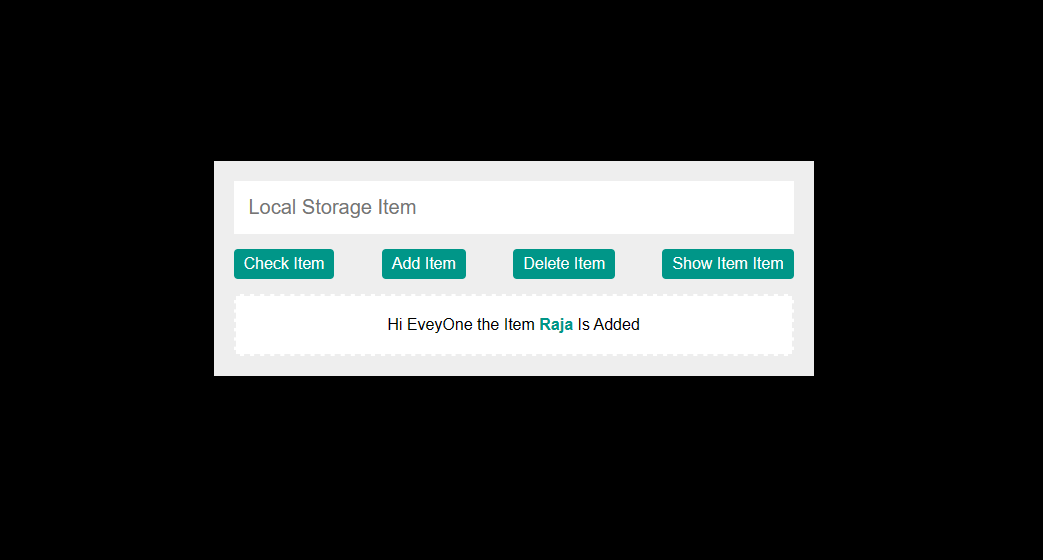 Local Storage Item
Check Item Add Item Delete Item Show Item Item
Hi EveyOne the Item Raja Is Added